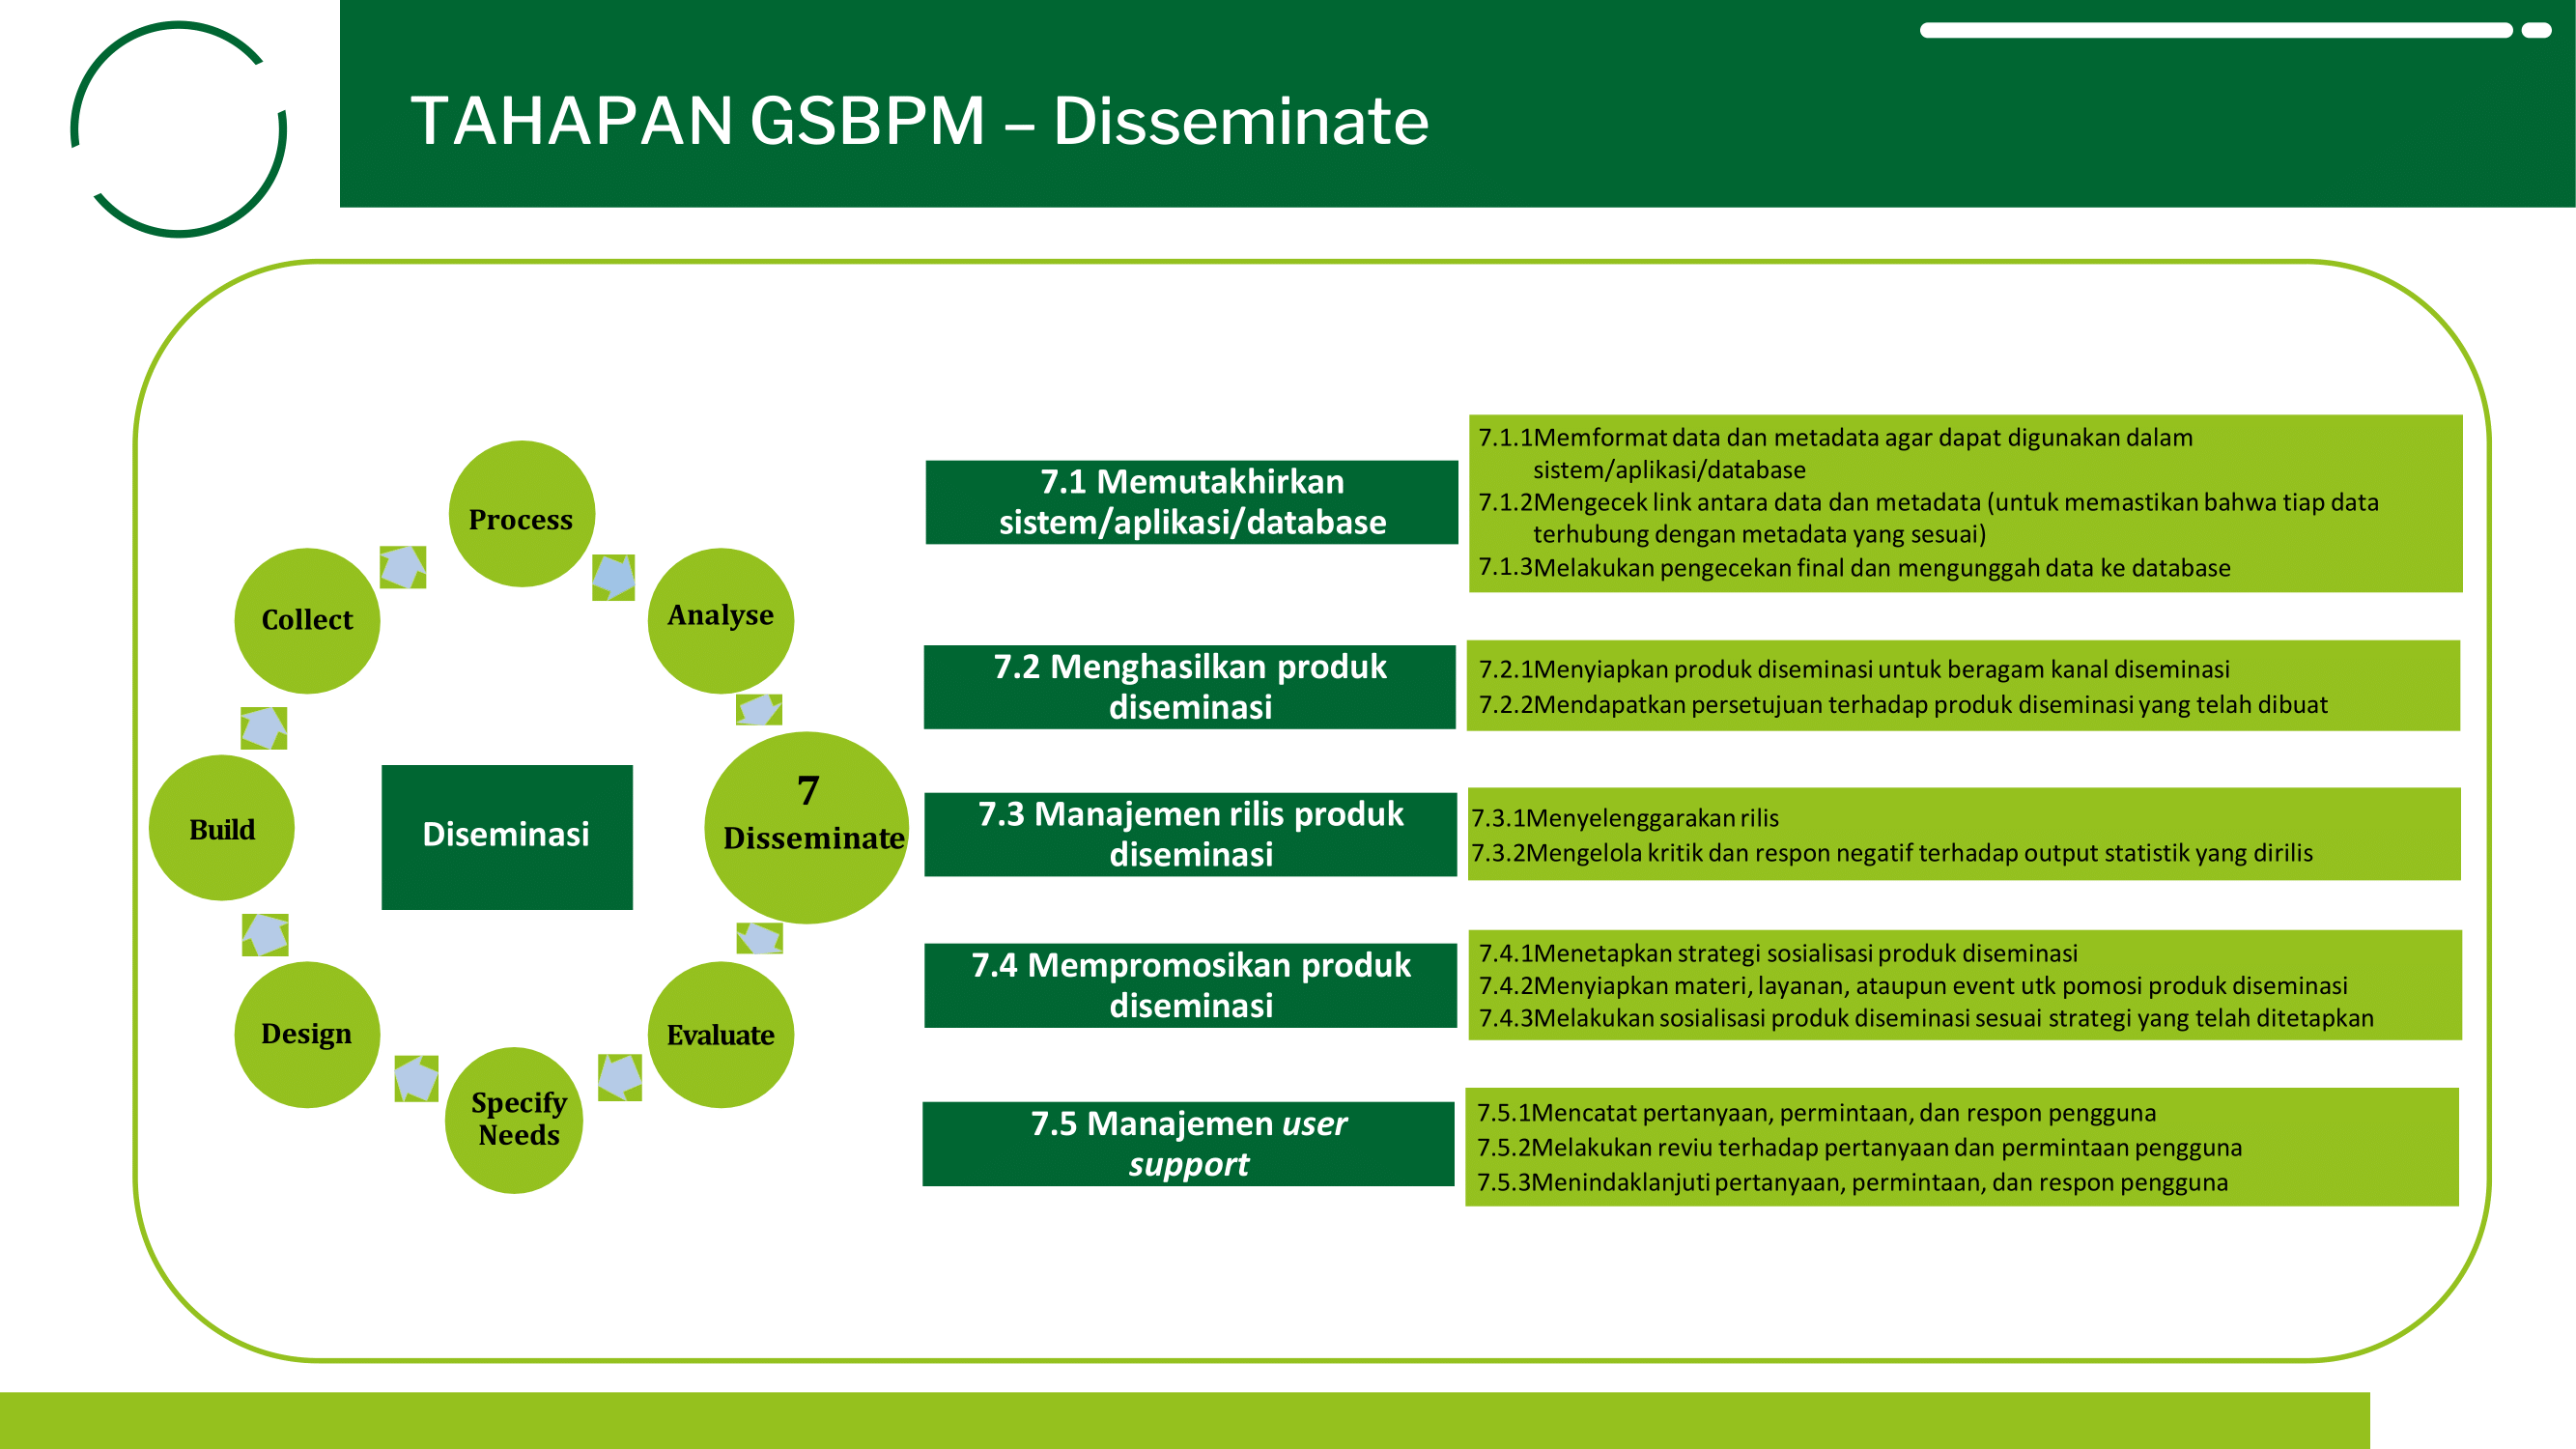 TAHAPAN GSBPM – Disseminate
Process
Collect
Analyse
Build
Diseminasi
7
Disseminate
Design
Evaluate
Specify
Needs
7.1 Memutakhirkan
sistem/aplikasi/database
7.1.1Memformat data dan metadata agar dapat digunakan dalam
sistem/aplikasi/database
7.1.2Mengecek link antara data dan metadata (untuk memastikan bahwa tiap data
terhubung dengan metadata yang sesuai)
7.1.3Melakukan pengecekan final dan mengunggah data ke database
7.2 Menghasilkan produk
diseminasi
7.2.1Menyiapkan produk diseminasi untuk beragam kanal diseminasi
7.2.2Mendapatkan persetujuan terhadap produk diseminasi yang telah dibuat
7.3 Manajemen rilis produk
diseminasi
7.3.1Menyelenggarakan rilis
7.3.2Mengelola kritik dan respon negatif terhadap output statistik yang dirilis
7.4 Mempromosikan produk
diseminasi
7.4.1Menetapkan strategi sosialisasi produk diseminasi
7.4.2Menyiapkan materi, layanan, ataupun event utk pomosi produk diseminasi
7.4.3Melakukan sosialisasi produk diseminasi sesuai strategi yang telah ditetapkan
7.5 Manajemen user
support
7.5.1Mencatat pertanyaan, permintaan, dan respon pengguna
7.5.2Melakukan reviu terhadap pertanyaan dan permintaan pengguna
7.5.3Menindaklanjuti pertanyaan, permintaan, dan respon pengguna